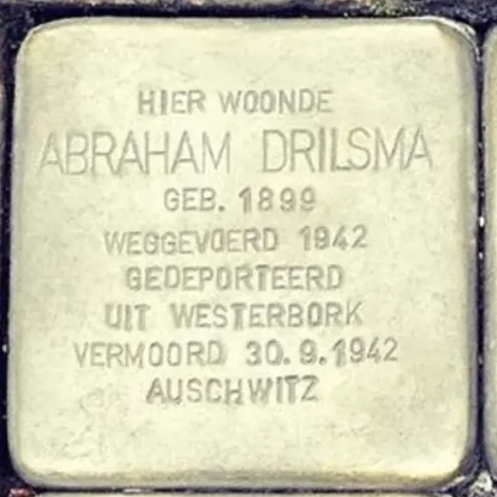 HIER WOONDE
ABRAHAM DRILSMA
GEB. 1899
WEGGEVOERD 1942
GEDEPORTEERD
UIT WESTERBORK
VERMOORD 30.9.1942
AUSCHWITZ